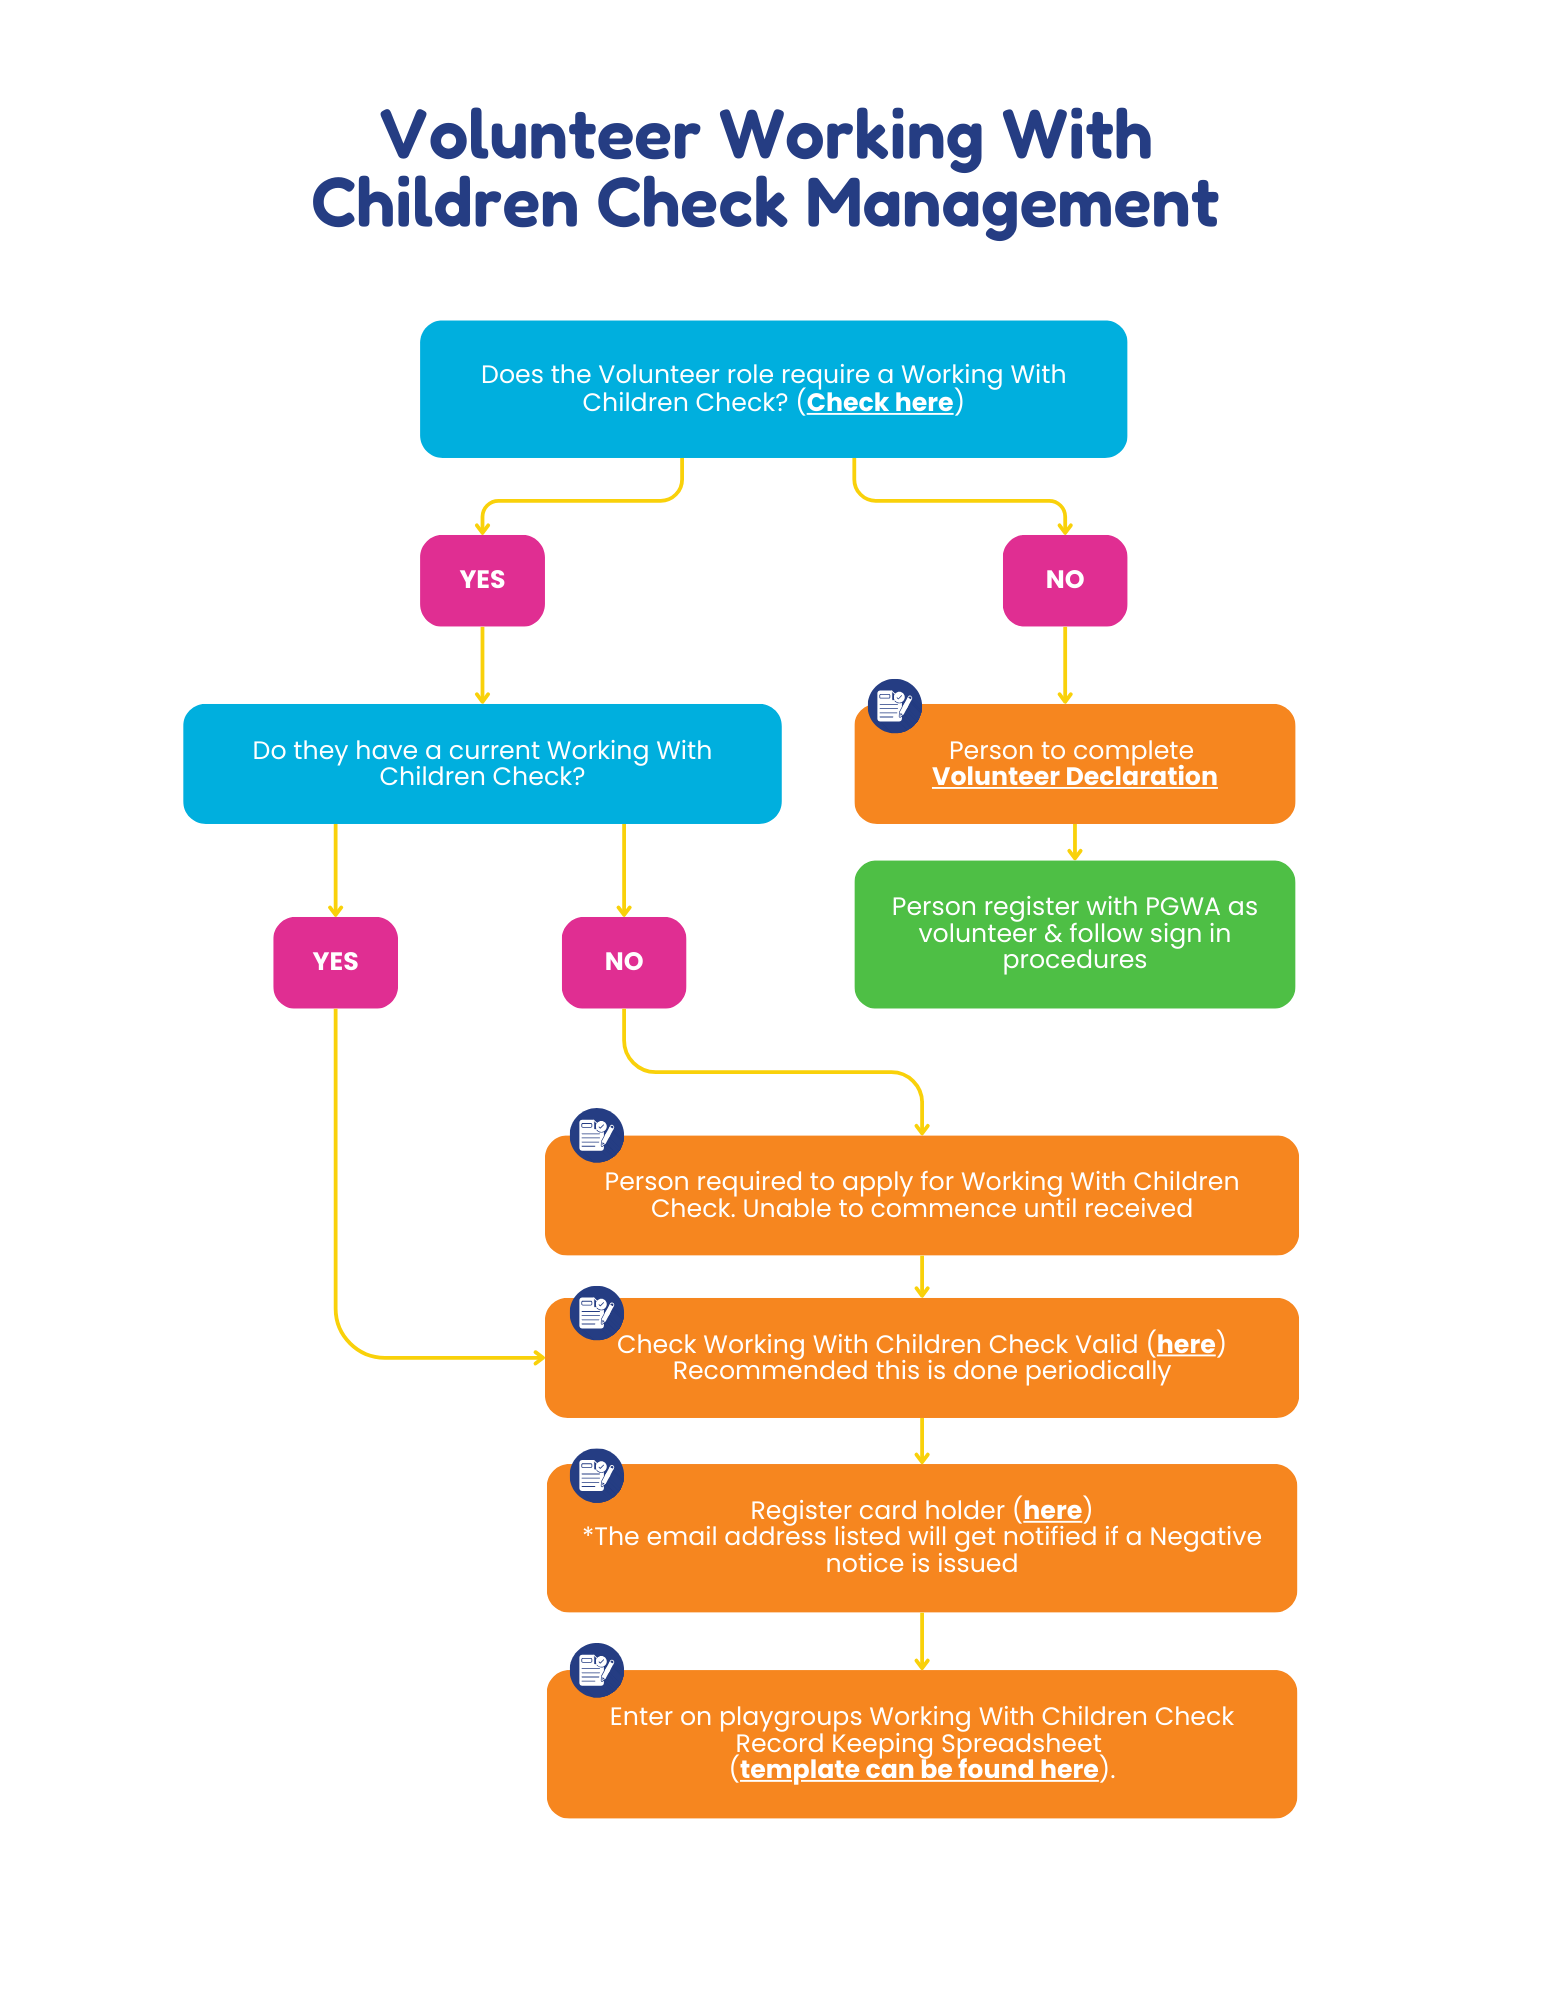 Volunteer Working With
Children Check Management
Does the Volunteer role require a Working With
Children Check? (Check here)
YES
NO
Do they have a current Working With
Children Check?
Person to complete
Volunteer Declaration
Person register with PGWA as
volunteer & follow sign in
procedures
YES
NO
Person required to apply for Working With Children
Check. Unable to commence until received
Check Working With Children Check Valid (here)
Recommended this is done periodically
Register card holder (here)
*The email address listed will get notified if a Negative
notice is issued
Enter on playgroups Working With Children Check
Record Keeping Spreadsheet
(template can be found here).